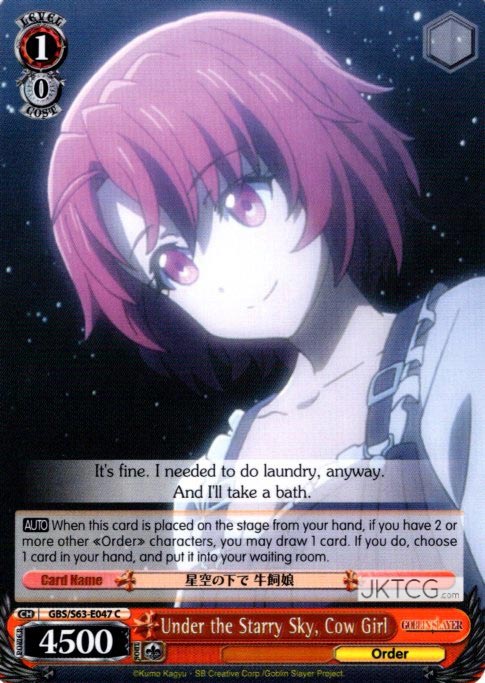 LEVEL
1
0
COST
It's fine. I needed to do laundry, anyway.
And I'll take a bath.
AUTO When this card is placed on the stage from your hand, if you have 2 or
more other «Order» characters, you may draw 1 card. If you do, choose
1 card in your hand, and put it into your waiting room.
Card Name 星空の下で 牛飼娘
JKTCG.com
CH GBS/S63-E047 C
POWER 4500 SOUL Under the Starry Sky, Cow Girl GOBLIN SLAYER
Order
©Kumo Kagyu・SB Creative Corp./Goblin Slayer Project.